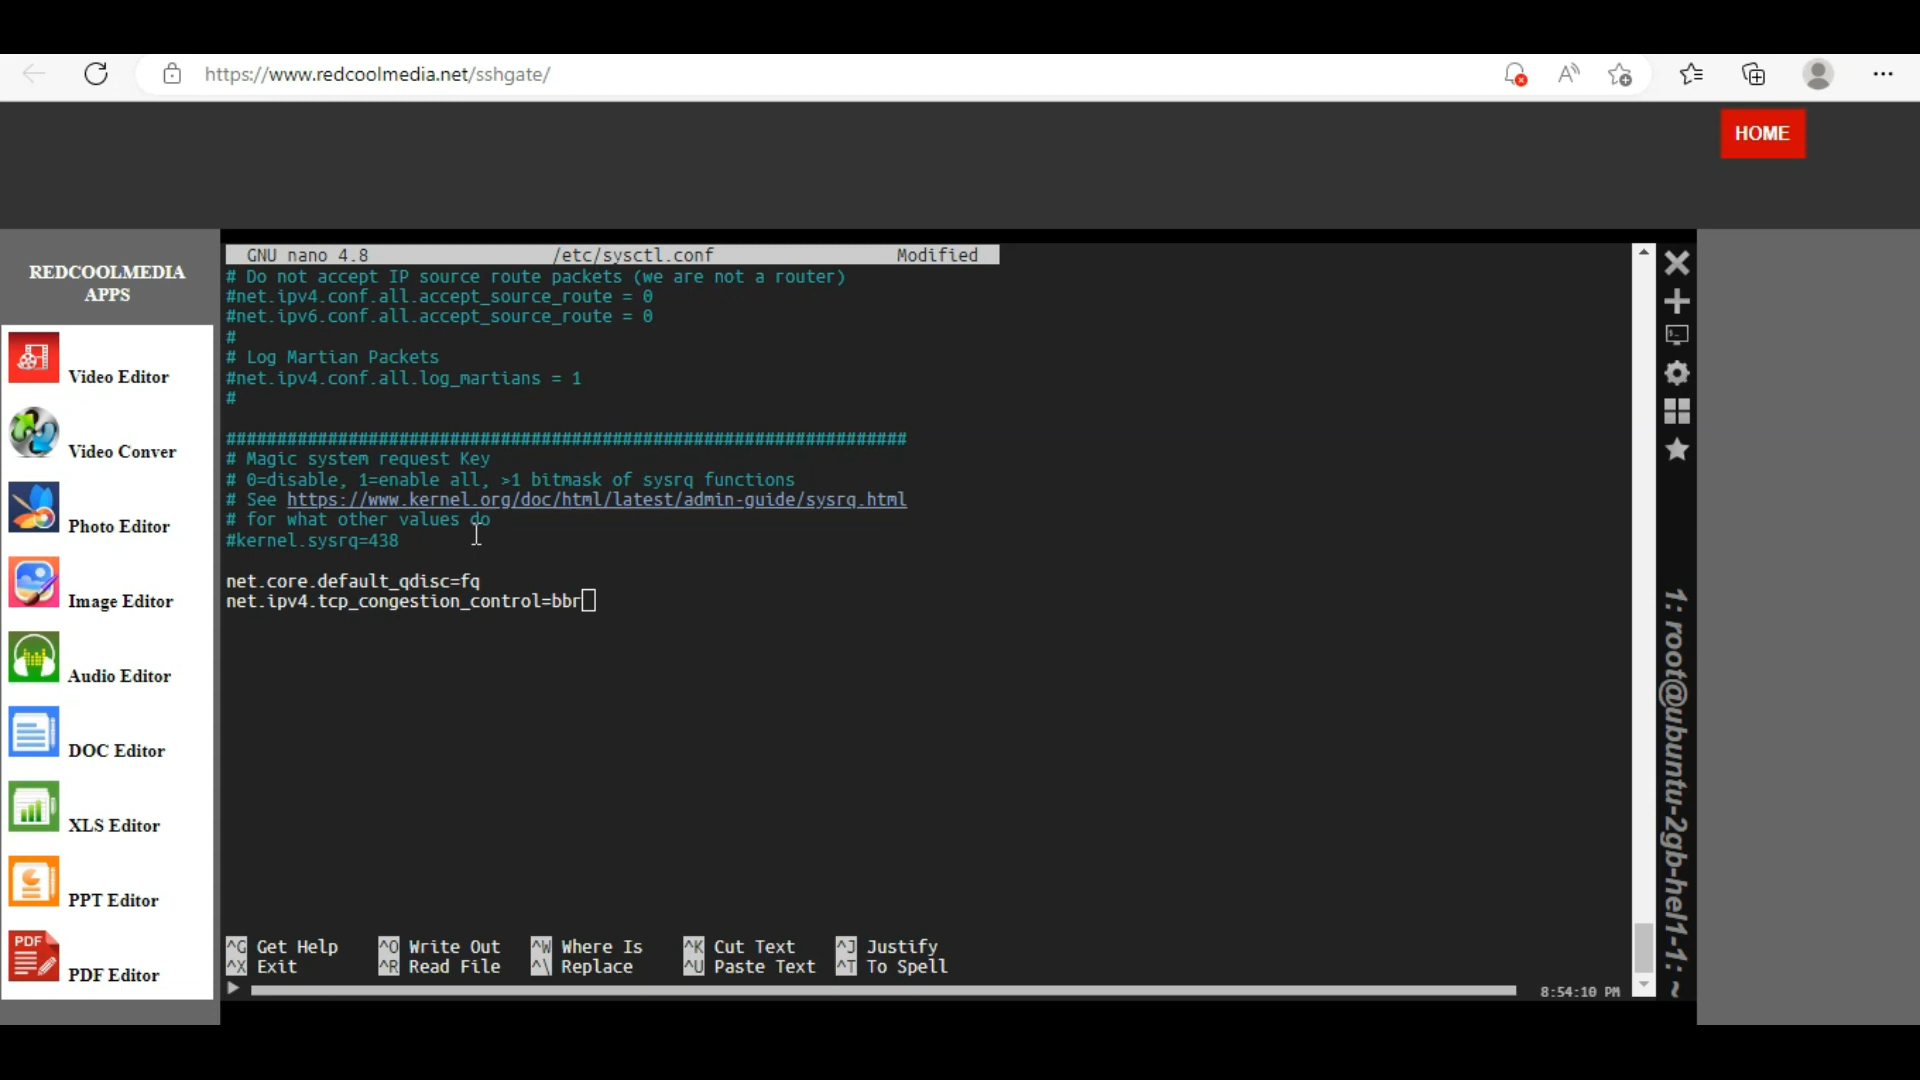 https://www.redcoolmedia.net/sshgate/
HOME
REDCOOLMEDIA
APPS
Video Editor
Video Conver
Photo Editor
Image Editor
Audio Editor
DOC Editor
XLS Editor
PPT Editor
PDF
PDF Editor
GNU nano 4.8 /etc/sysctl.conf Modified
# Do not accept IP source route packets (we are not a router)
#net.ipv4.conf.all.accept_source_route = 0
#net.ipv6.conf.all.accept_source_route = 0
#
# Log Martian Packets
#net.ipv4.conf.all.log_martians = 1
#
###################################################################
# Magic system request Key
# 0=disable, 1=enable all, >1 bitmask of sysrq functions
# See https://www.kernel.org/doc/html/latest/admin-guide/sysrq.html
# for what other values do
#kernel.sysrq=438
net.core.default_qdisc=fq
net.ipv4.tcp_congestion_control=bbr
^G Get Help ^O Write Out ^W Where Is ^K Cut Text ^J Justify
^X Exit ^R Read File ^\ Replace ^U Paste Text ^T To Spell
8:54:10 PM
1: root@ubuntu-2gb-hel1-1: ~